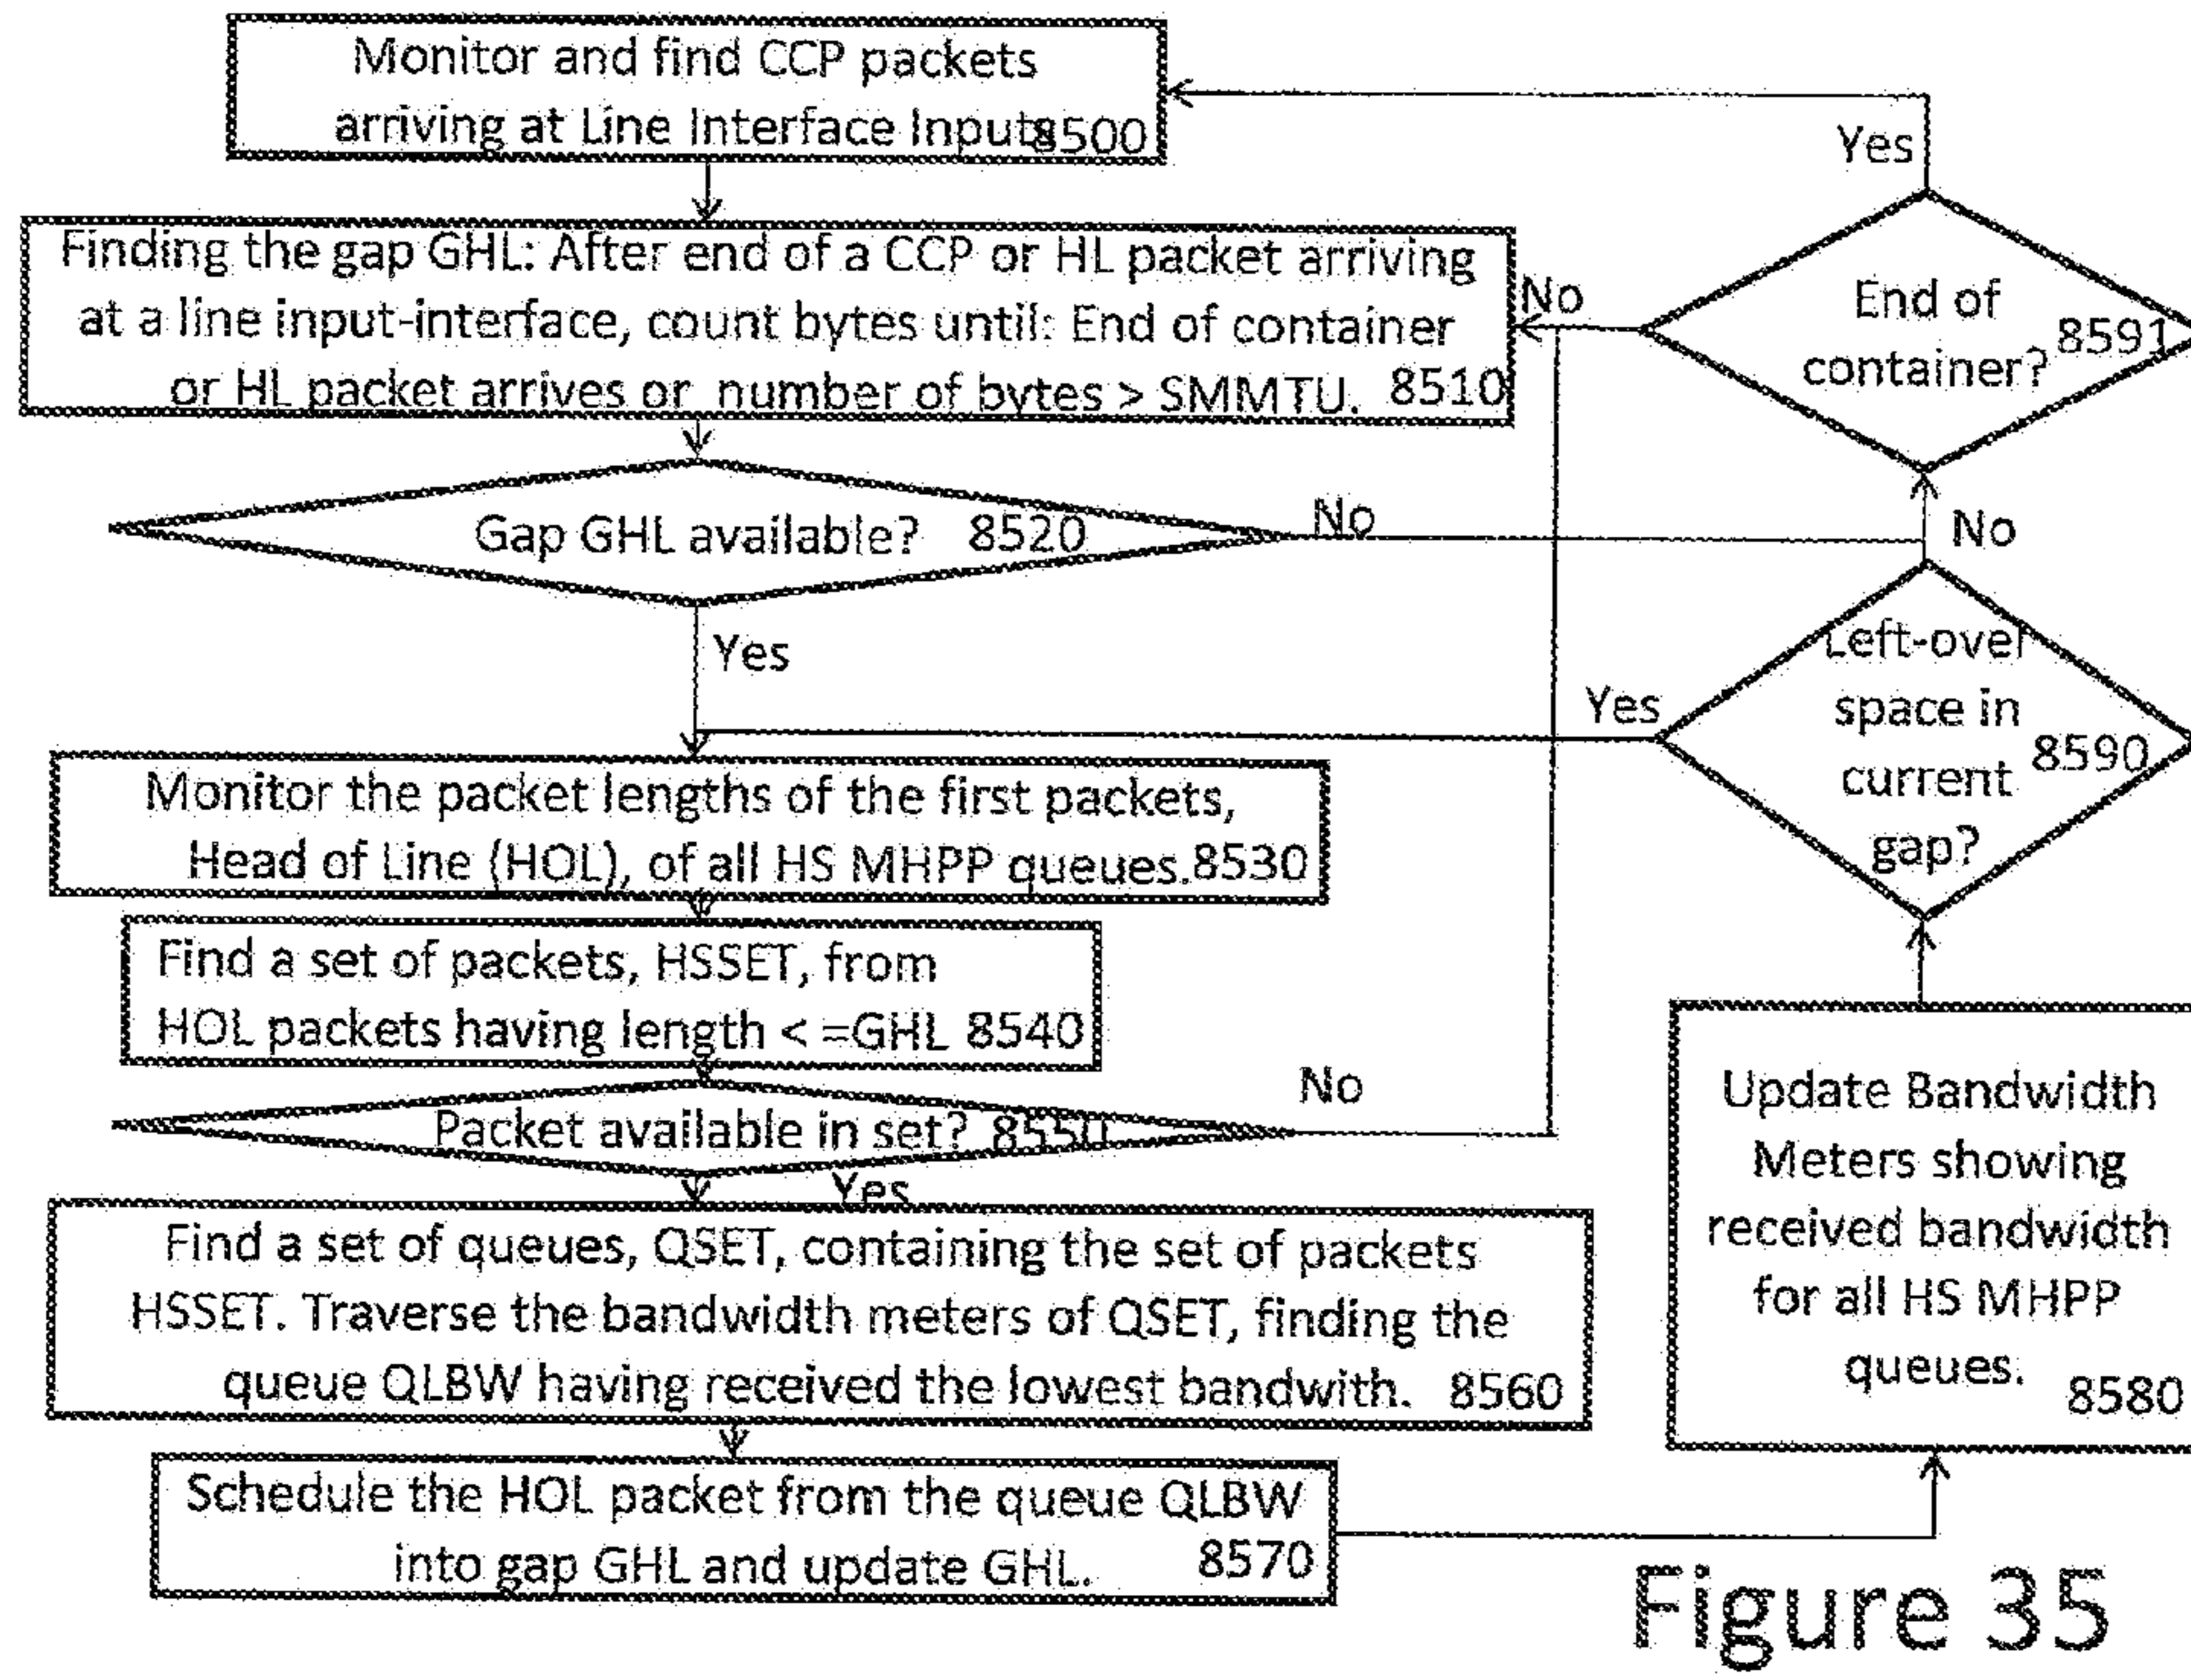 Monitor and find CCP packets
arriving at Line Interface Inputs 8500
Finding the gap GHL: After end of a CCP or HL packet arriving
at a line input-interface, count bytes until: End of container
or HL packet arrives or number of bytes > SMMTU. 8510
Gap GHL available? 8520
No
Yes
Monitor the packet lengths of the first packets,
Head of Line (HOL), of all HS MHPP queues. 8530
Find a set of packets, HSSET, from
HOL packets having length < =GHL 8540
Packet available in set? 8550
No
Yes
Find a set of queues, QSET, containing the set of packets
HSSET. Traverse the bandwidth meters of QSET, finding the
queue QLBW having received the lowest bandwith. 8560
Schedule the HOL packet from the queue QLBW
into gap GHL and update GHL. 8570
Update Bandwidth
Meters showing
received bandwidth
for all HS MHPP
queues.
8580
Left-over
space in
current
gap?
8590
Yes
No
End of
container?
8591
No
Yes
Figure 35